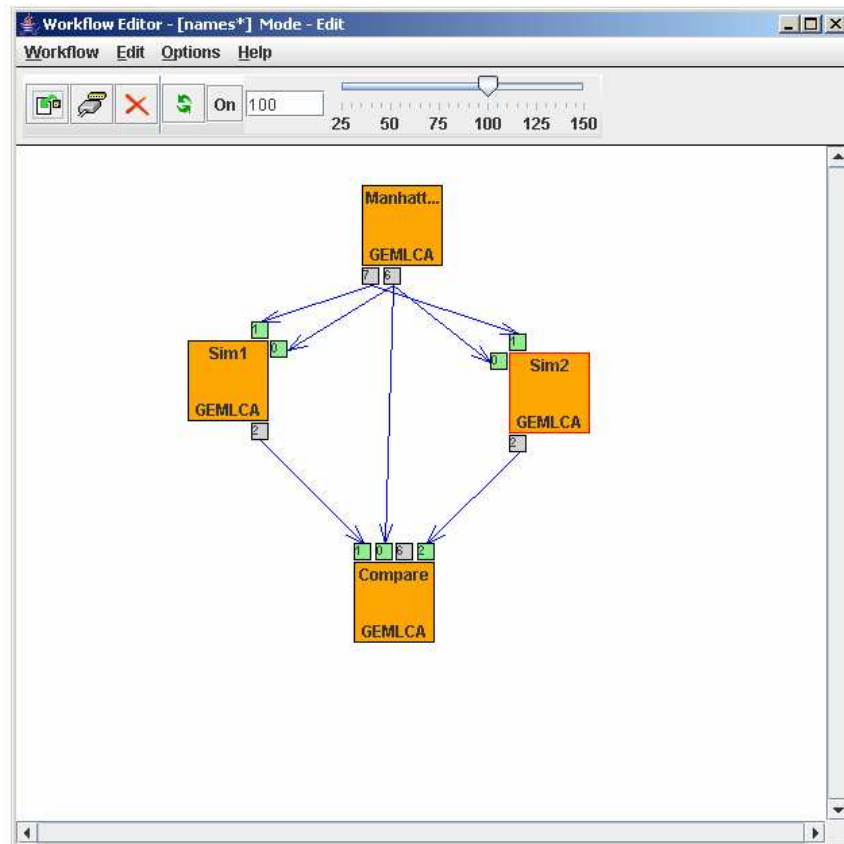 Workflow Editor - [names*] Mode - Edit
Workflow Edit Options Help
On 100
25 50 75 100 125 150
Manhatt...
GEMLCA
7 6
1
0
Sim1
GEMLCA
2
1
0
Sim2
GEMLCA
2
1 0 6 2
Compare
GEMLCA